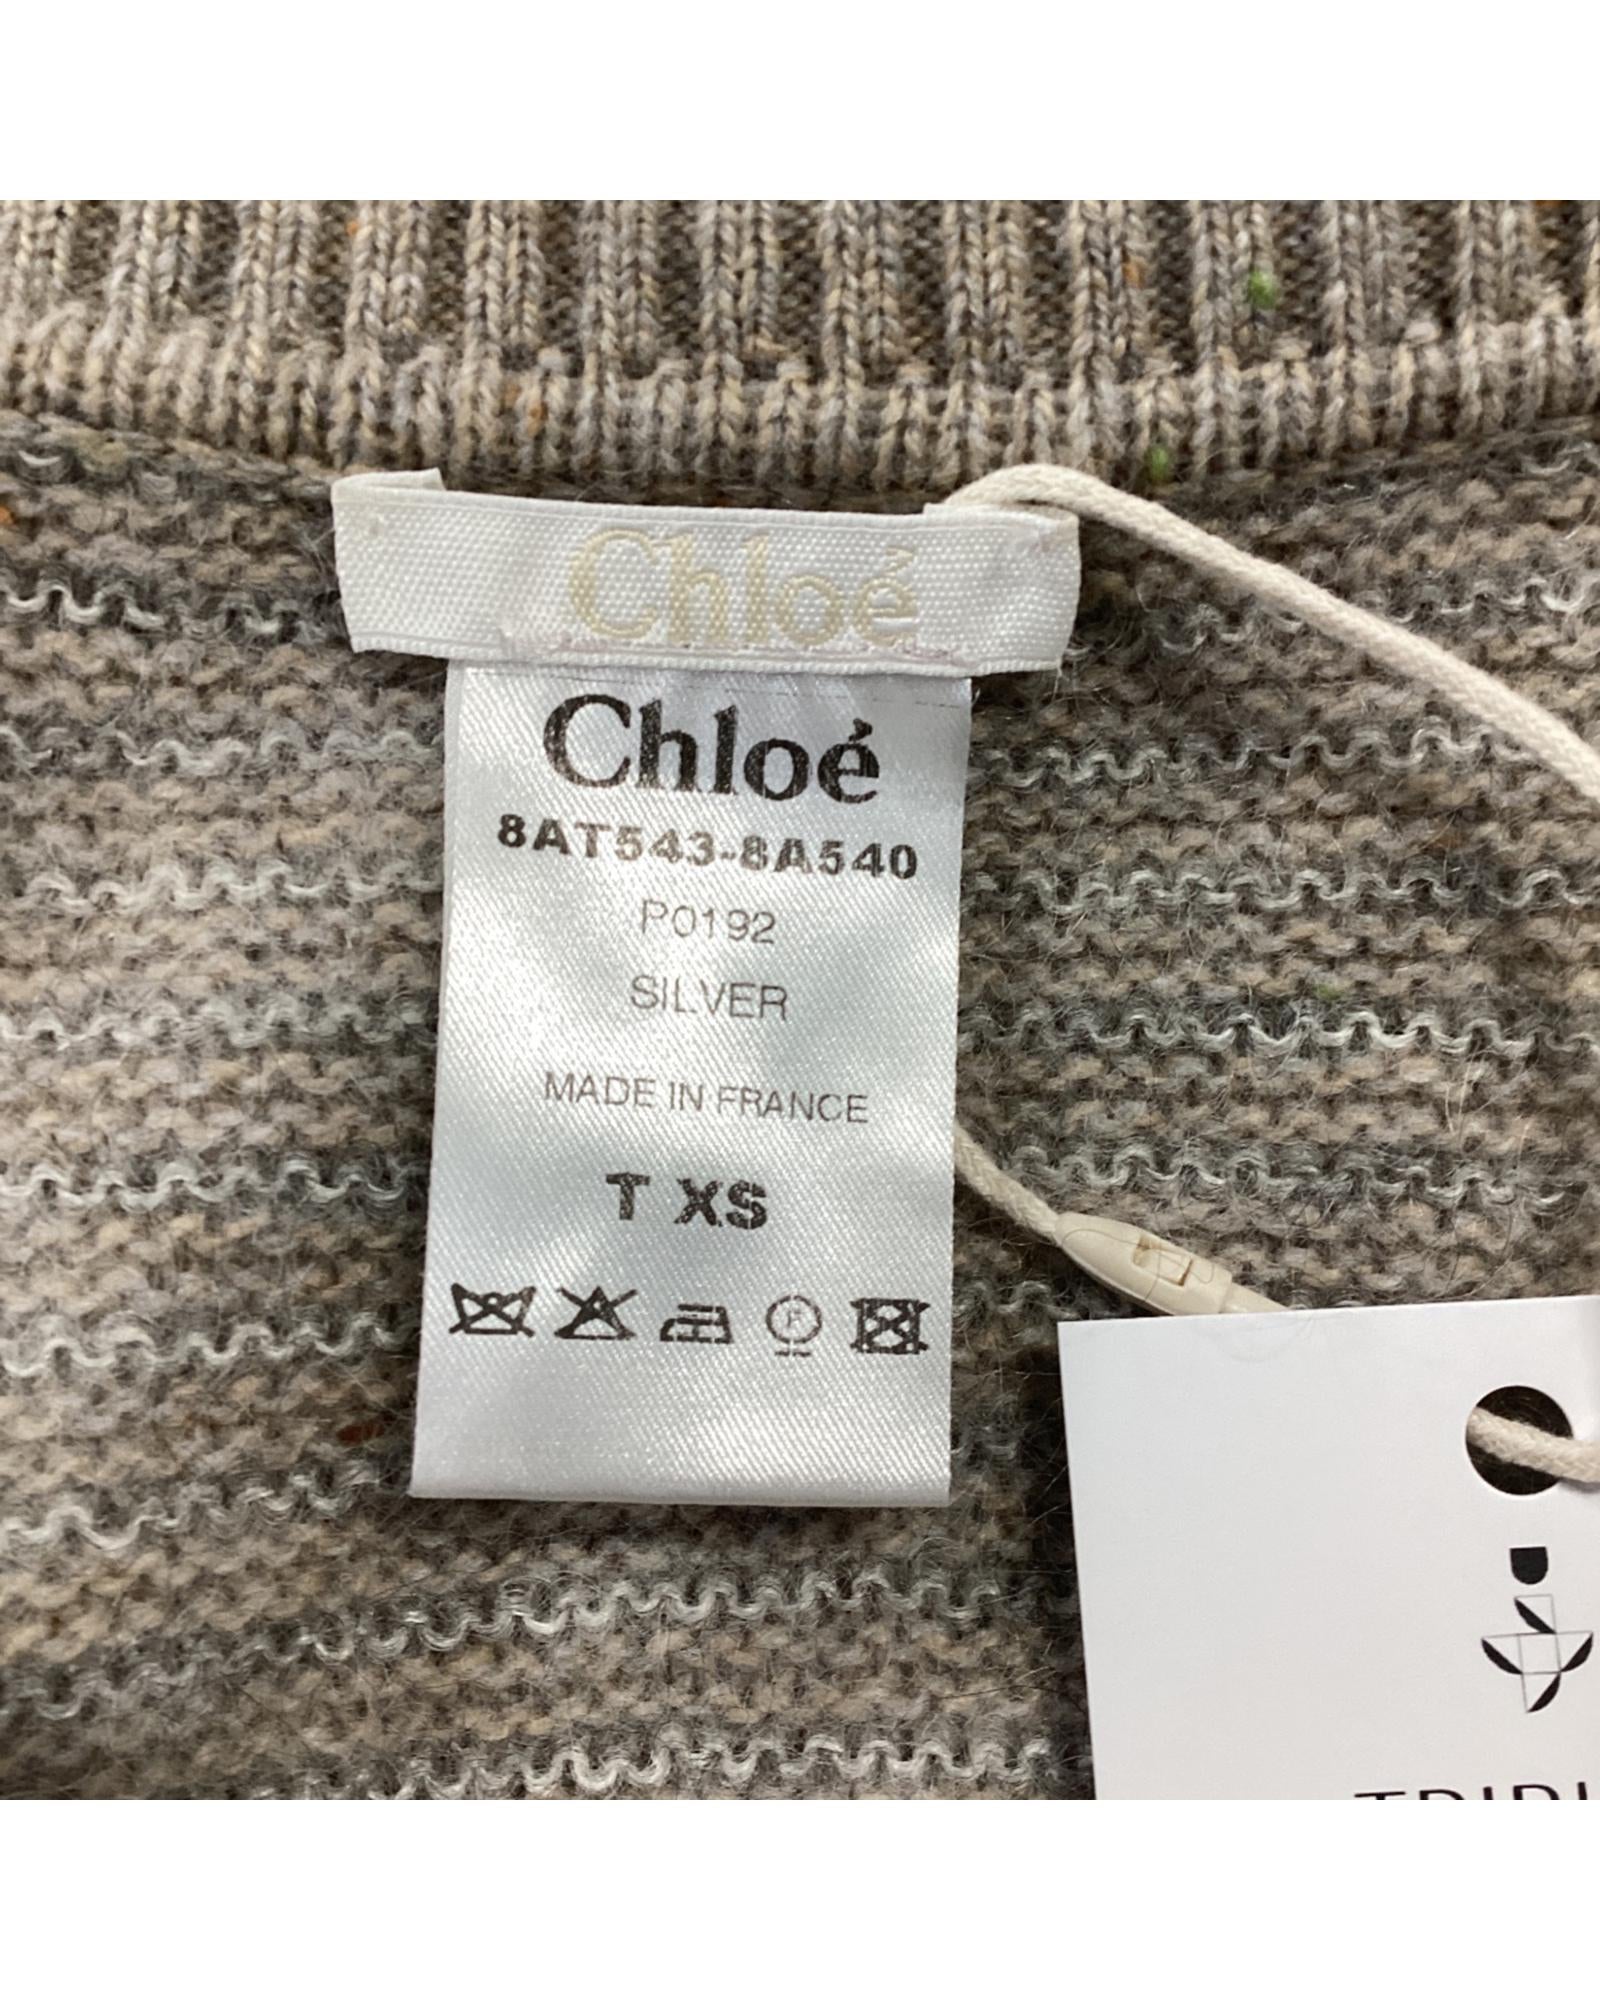 Chloé
Chloé
8AT543-8A540
P0192
SILVER
MADE IN FRANCE
T XS
P